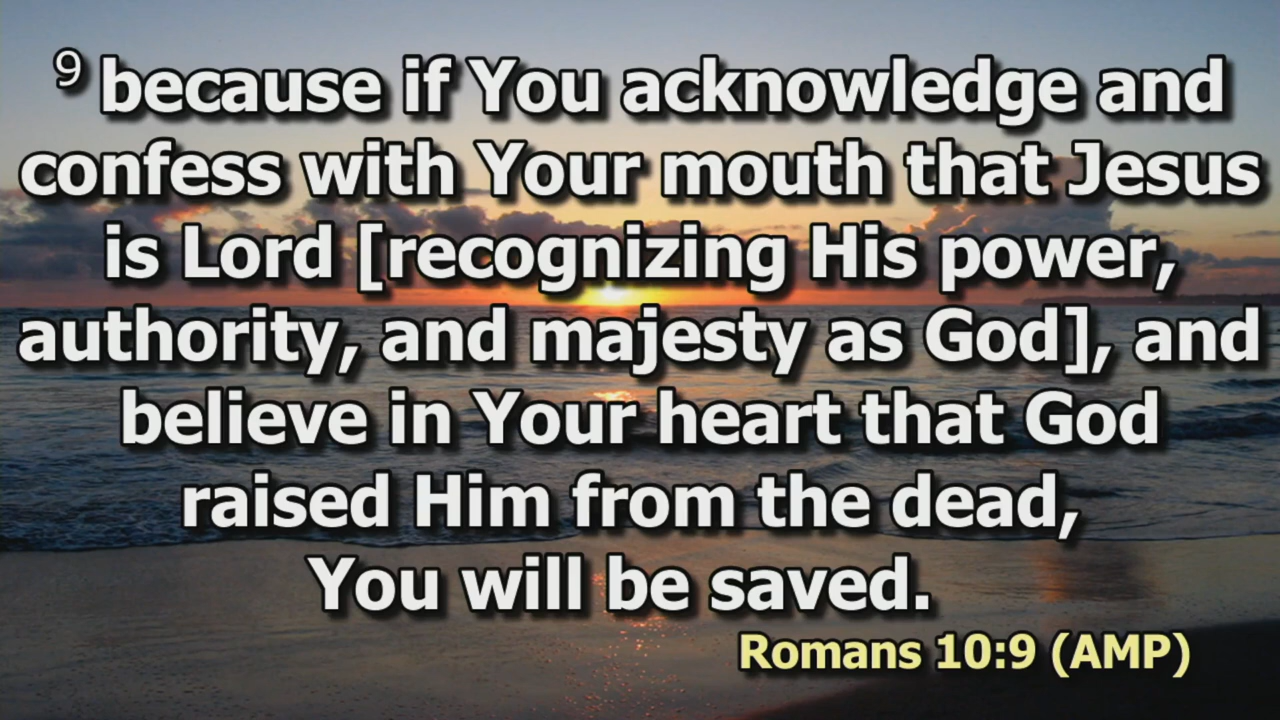 9 because if You acknowledge and
confess with Your mouth that Jesus
is Lord [recognizing His power,
authority, and majesty as God], and
believe in Your heart that God
raised Him from the dead,
You will be saved.
Romans 10:9 (AMP)